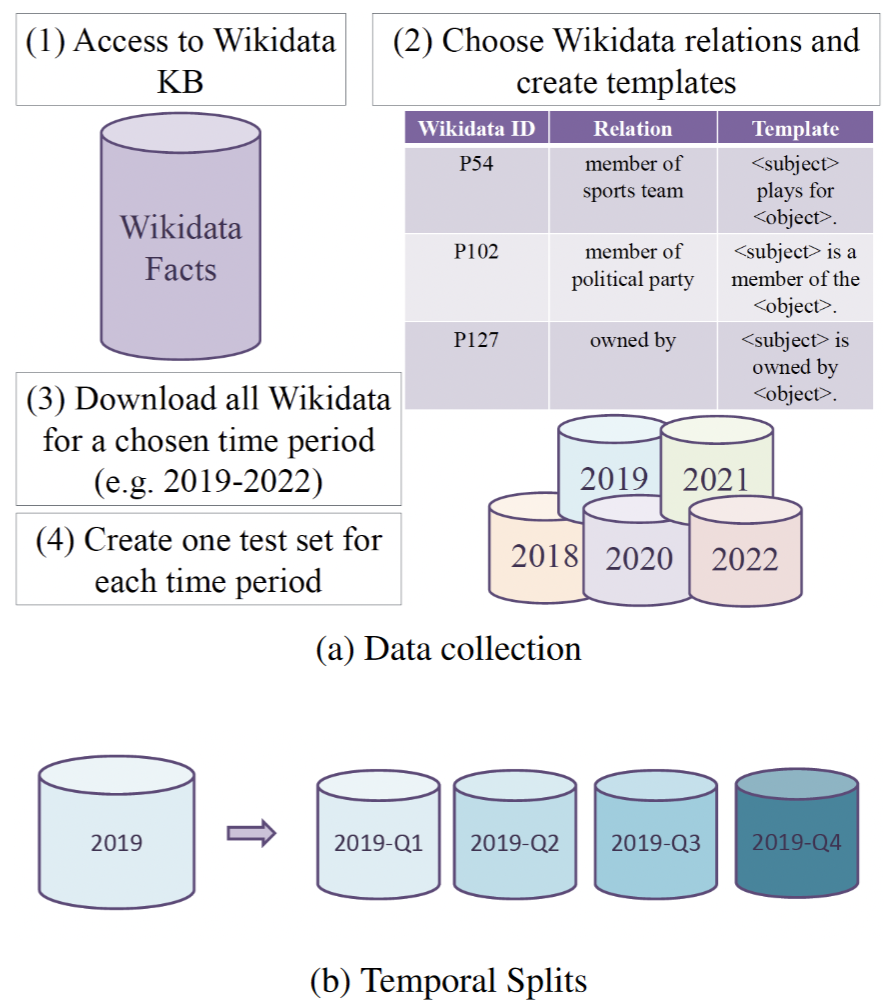 (1) Access to Wikidata
KB
(2) Choose Wikidata relations and
create templates
Wikidata
Facts
Wikidata ID Relation Template
P54 member of <subject>
sports team plays for
<object>.
P102 member of <subject> is a
political party member of the
<object>.
P127 owned by <subject> is
owned by
<object>.
(3) Download all Wikidata
for a chosen time period
(e.g. 2019-2022)
(4) Create one test set for
each time period
2019 2021
2018 2020 2022
(a) Data collection
2019 2019-Q1 2019-Q2 2019-Q3 2019-Q4
(b) Temporal Splits